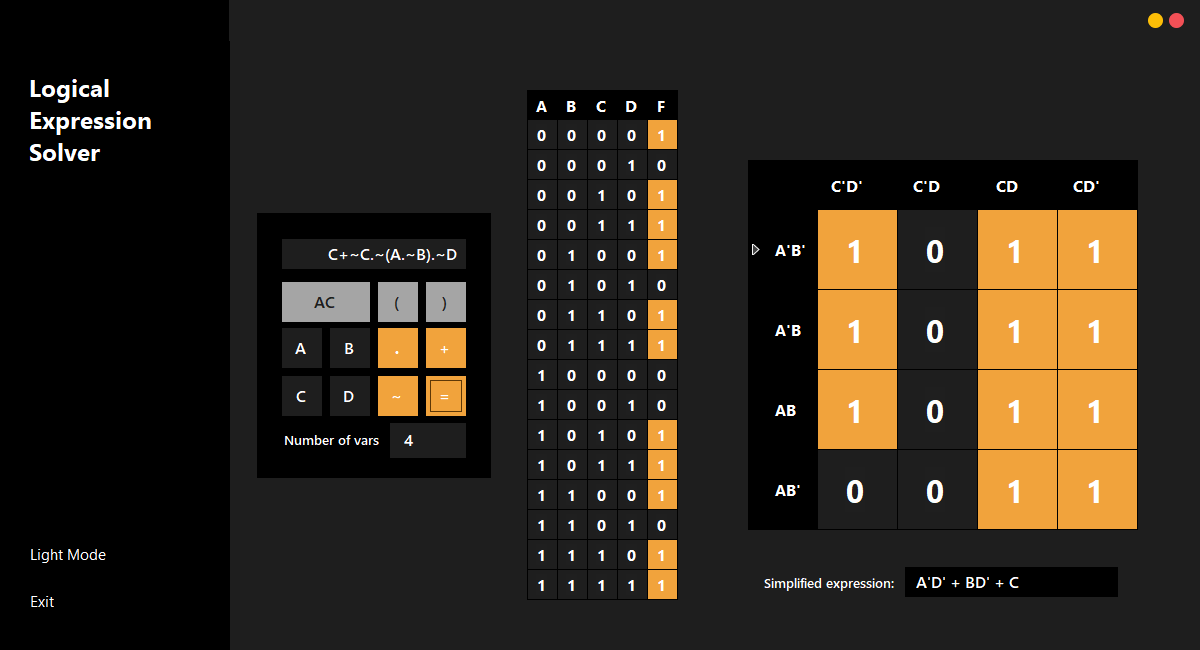 Logical
Expression
Solver
Light Mode
Exit
C+~C.~(A.~B).~D
AC ( )
A B . +
C D ~ =
Number of vars 4
A B C D F
0 0 0 0 1
0 0 0 1 0
0 0 1 0 1
0 0 1 1 1
0 1 0 0 1
0 1 0 1 0
0 1 1 0 1
0 1 1 1 1
1 0 0 0 0
1 0 0 1 0
1 0 1 0 1
1 0 1 1 1
1 1 0 0 1
1 1 0 1 0
1 1 1 0 1
1 1 1 1 1
C'D' C'D CD CD'
A'B' 1 0 1 1
A'B 1 0 1 1
AB 1 0 1 1
AB' 0 0 1 1
Simplified expression: A'D' + BD' + C